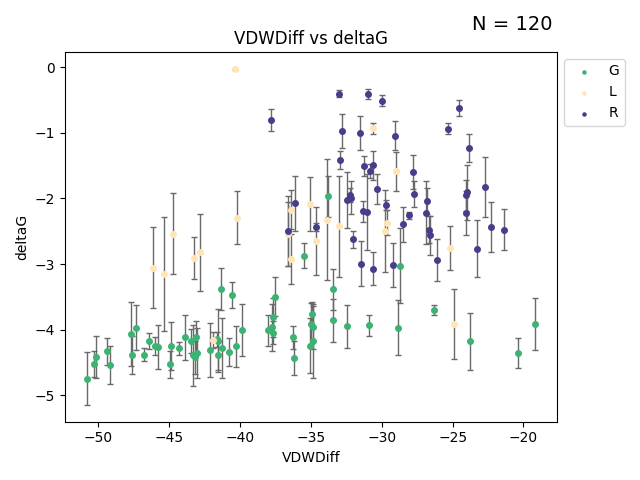 N = 120
VDWDiff vs deltaG
G
L
R
deltaG
0
−1
−2
−3
−4
−5
−50 −45 −40 −35 −30 −25 −20
VDWDiff